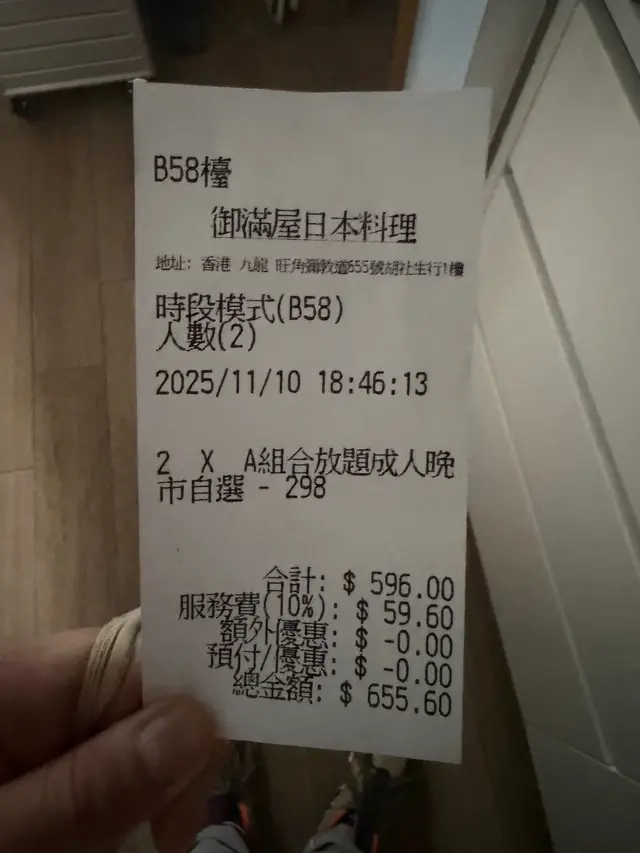 B58檯
御滿屋日本料理
地址: 香港 九龍 旺角彌敦道655號胡社生行1樓
時段模式(B58)
人數(2)
2025/11/10 18:46:13
2 X A組合放題成人晚
市自選 - 298
合計: $ 596.00
服務費(10%): $ 59.60
額外優惠: $ -0.00
預付/優惠: $ -0.00
總金額: $ 655.60